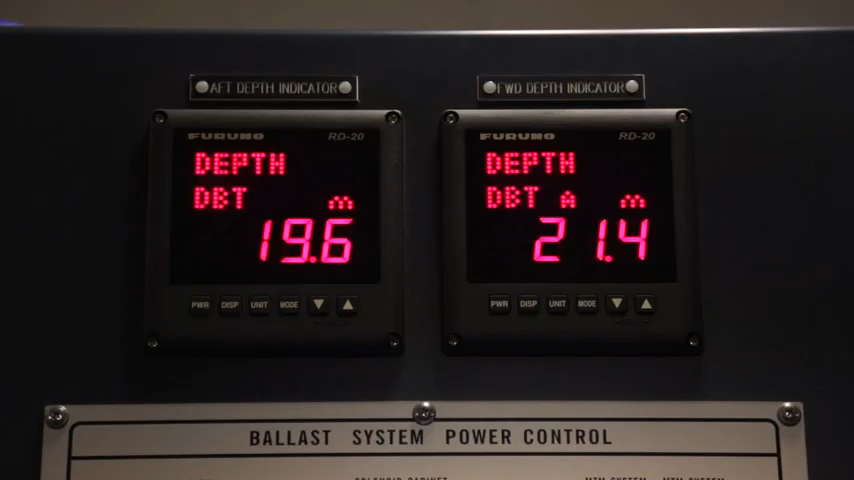 AFT DEPTH INDICATOR
FWD DEPTH INDICATOR
FURUNO RD-20
DEPTH
DBT m
19.6
PWR DISP UNIT MODE ▼ ▲
FURUNO RD-20
DEPTH
DBT A m
21.4
PWR DISP UNIT MODE ▼ ▲
BALLAST SYSTEM POWER CONTROL